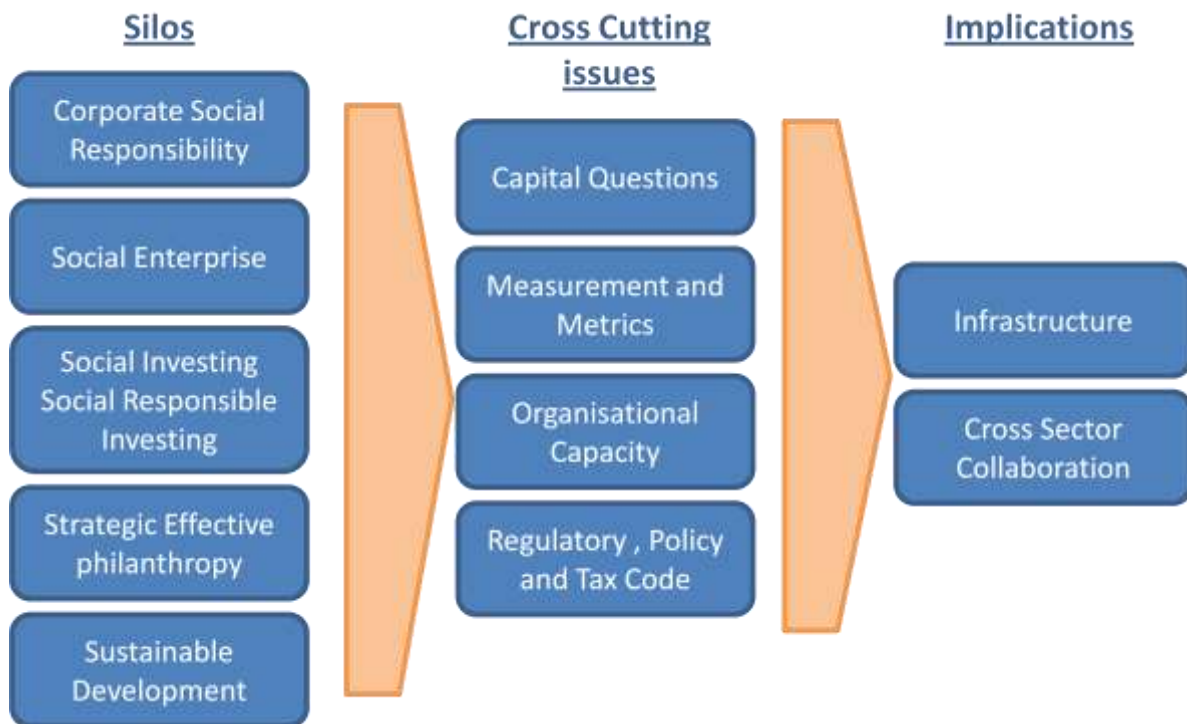 Silos
Corporate Social
Responsibility
Social Enterprise
Social Investing
Social Responsible
Investing
Strategic Effective
philanthropy
Sustainable
Development
Cross Cutting
issues
Capital Questions
Measurement and
Metrics
Organisational
Capacity
Regulatory , Policy
and Tax Code
Implications
Infrastructure
Cross Sector
Collaboration